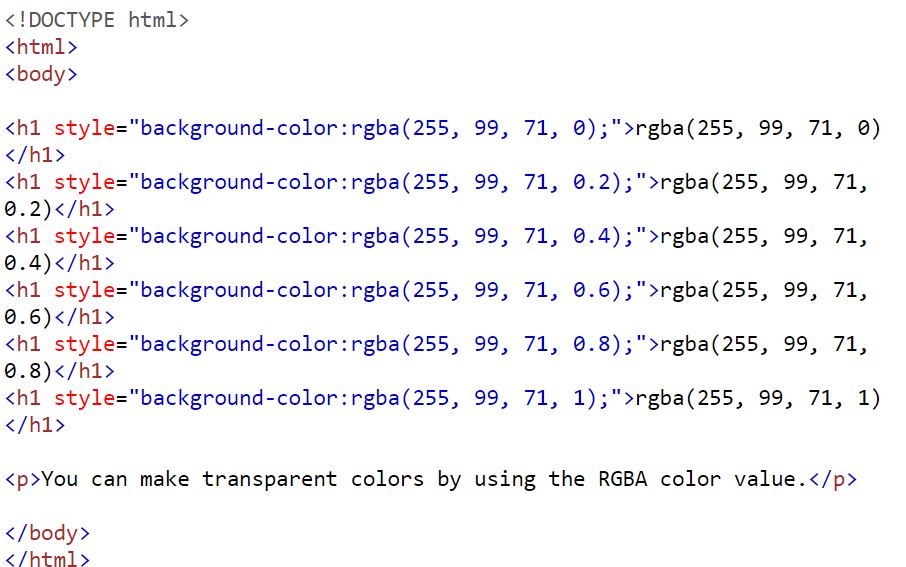 <!DOCTYPE html>
<html>
<body>
<h1 style="background-color:rgba(255, 99, 71, 0);">rgba(255, 99, 71, 0)
</h1>
<h1 style="background-color:rgba(255, 99, 71, 0.2);">rgba(255, 99, 71,
0.2)</h1>
<h1 style="background-color:rgba(255, 99, 71, 0.4);">rgba(255, 99, 71,
0.4)</h1>
<h1 style="background-color:rgba(255, 99, 71, 0.6);">rgba(255, 99, 71,
0.6)</h1>
<h1 style="background-color:rgba(255, 99, 71, 0.8);">rgba(255, 99, 71,
0.8)</h1>
<h1 style="background-color:rgba(255, 99, 71, 1);">rgba(255, 99, 71, 1)
</h1>
<p>You can make transparent colors by using the RGBA color value.</p>
</body>
</html>